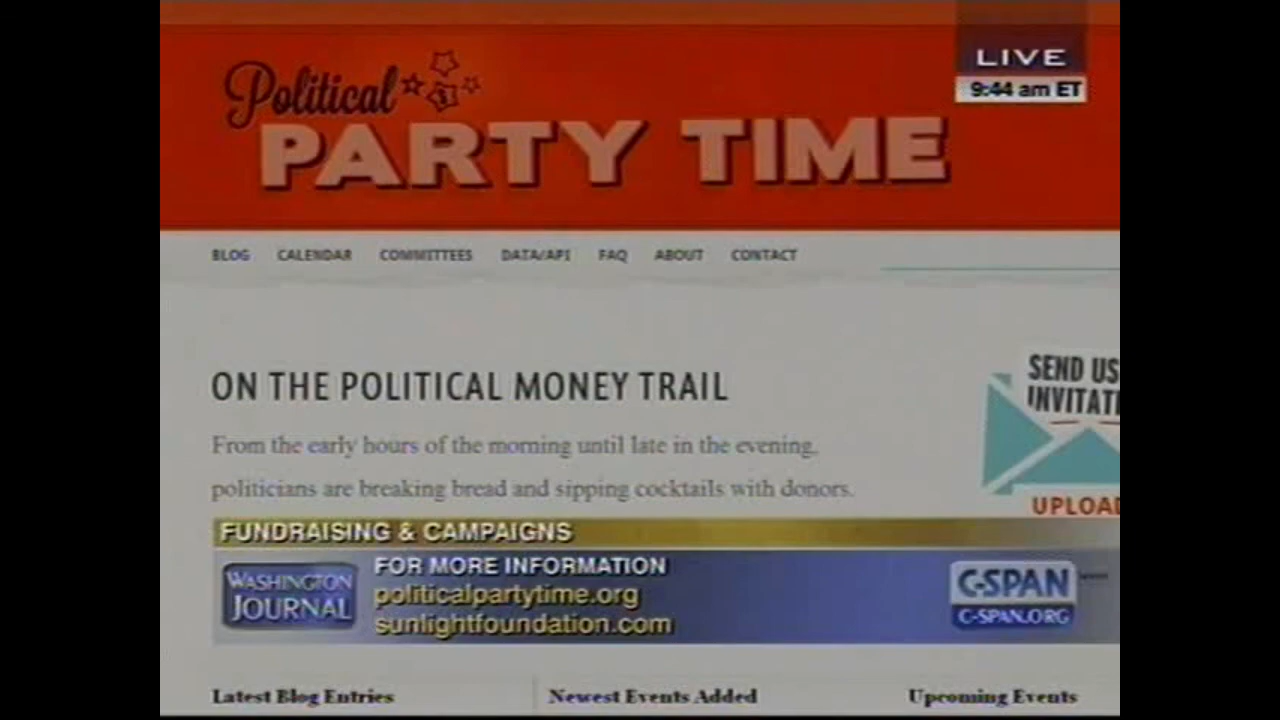 LIVE
9:44 am ET
Political
PARTY TIME
BLOG CALENDAR COMMITTEES DATA/API FAQ ABOUT CONTACT
ON THE POLITICAL MONEY TRAIL
From the early hours of the morning until late in the evening,
politicians are breaking bread and sipping cocktails with donors.
SEND US
UPLOAD
FUNDRAISING & CAMPAIGNS
WASHINGTON
JOURNAL
FOR MORE INFORMATION
politicalpartytime.org
sunlightfoundation.com
C-SPAN
C-SPAN.ORG
Latest Blog Entries
Newest Events Added
Upcoming Events